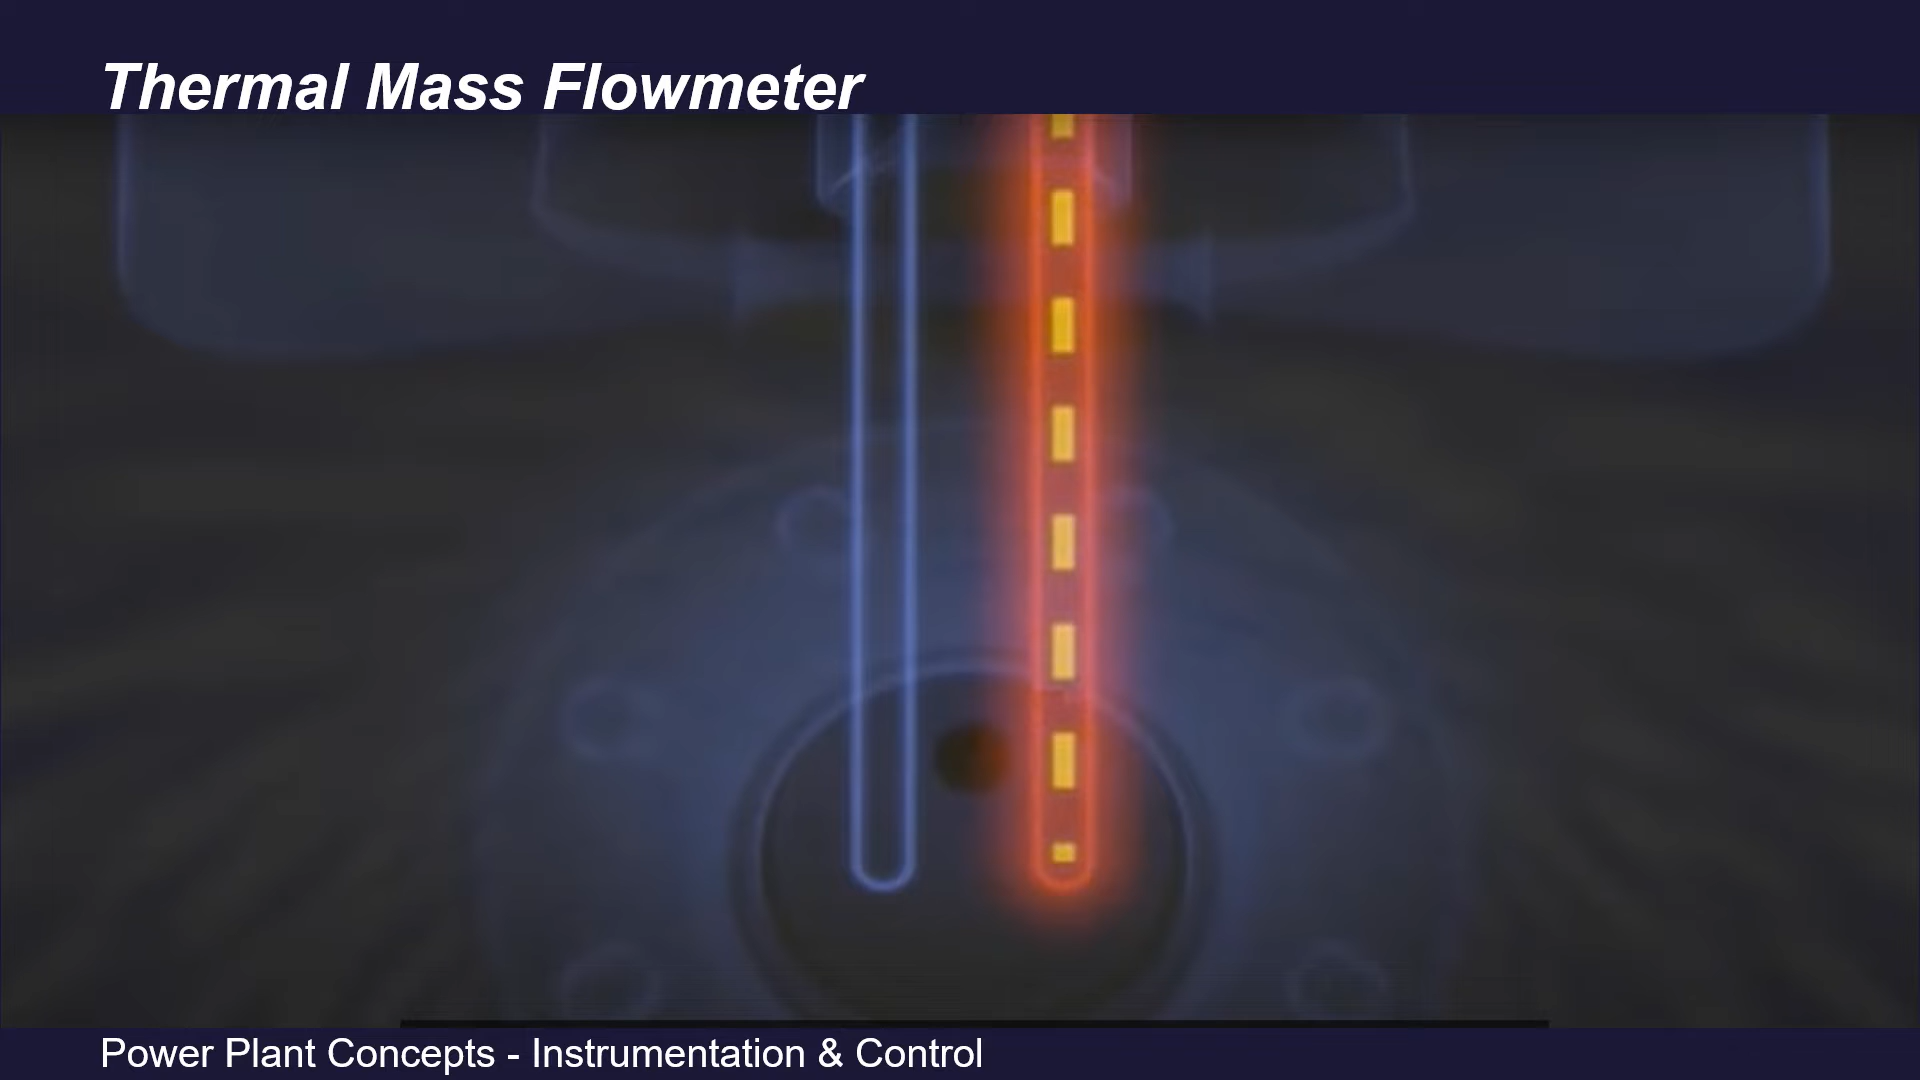 Thermal Mass Flowmeter
Power Plant Concepts - Instrumentation & Control